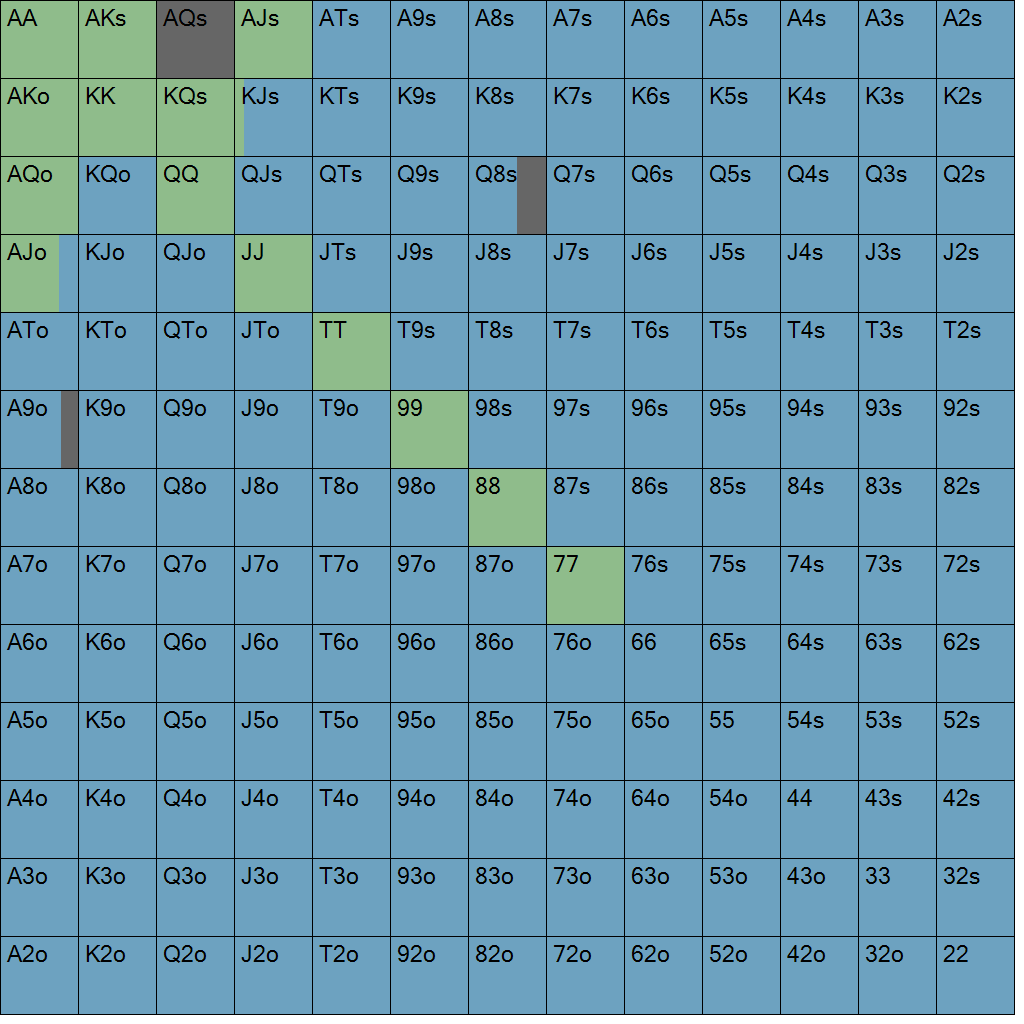 AA AKs AQs AJs ATs A9s A8s A7s A6s A5s A4s A3s A2s
AKo KK KQs KJs KTs K9s K8s K7s K6s K5s K4s K3s K2s
AQo KQo QQ QJs QTs Q9s Q8s Q7s Q6s Q5s Q4s Q3s Q2s
AJo KJo QJo JJ JTs J9s J8s J7s J6s J5s J4s J3s J2s
ATo KTo QTo JTo TT T9s T8s T7s T6s T5s T4s T3s T2s
A9o K9o Q9o J9o T9o 99 98s 97s 96s 95s 94s 93s 92s
A8o K8o Q8o J8o T8o 98o 88 87s 86s 85s 84s 83s 82s
A7o K7o Q7o J7o T7o 97o 87o 77 76s 75s 74s 73s 72s
A6o K6o Q6o J6o T6o 96o 86o 76o 66 65s 64s 63s 62s
A5o K5o Q5o J5o T5o 95o 85o 75o 65o 55 54s 53s 52s
A4o K4o Q4o J4o T4o 94o 84o 74o 64o 54o 44 43s 42s
A3o K3o Q3o J3o T3o 93o 83o 73o 63o 53o 43o 33 32s
A2o K2o Q2o J2o T2o 92o 82o 72o 62o 52o 42o 32o 22